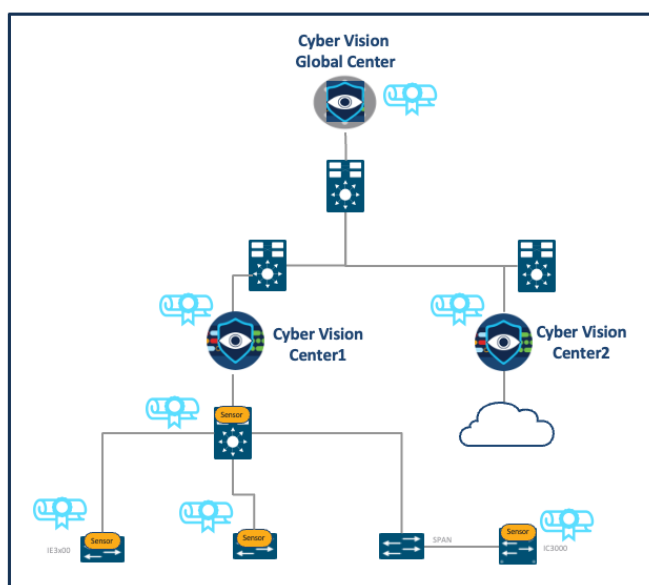 Cyber Vision
Global Center
Cyber Vision
Center1
Cyber Vision
Center2
Sensor
Sensor
Sensor
Sensor
IE3x00
SPAN
IC3000